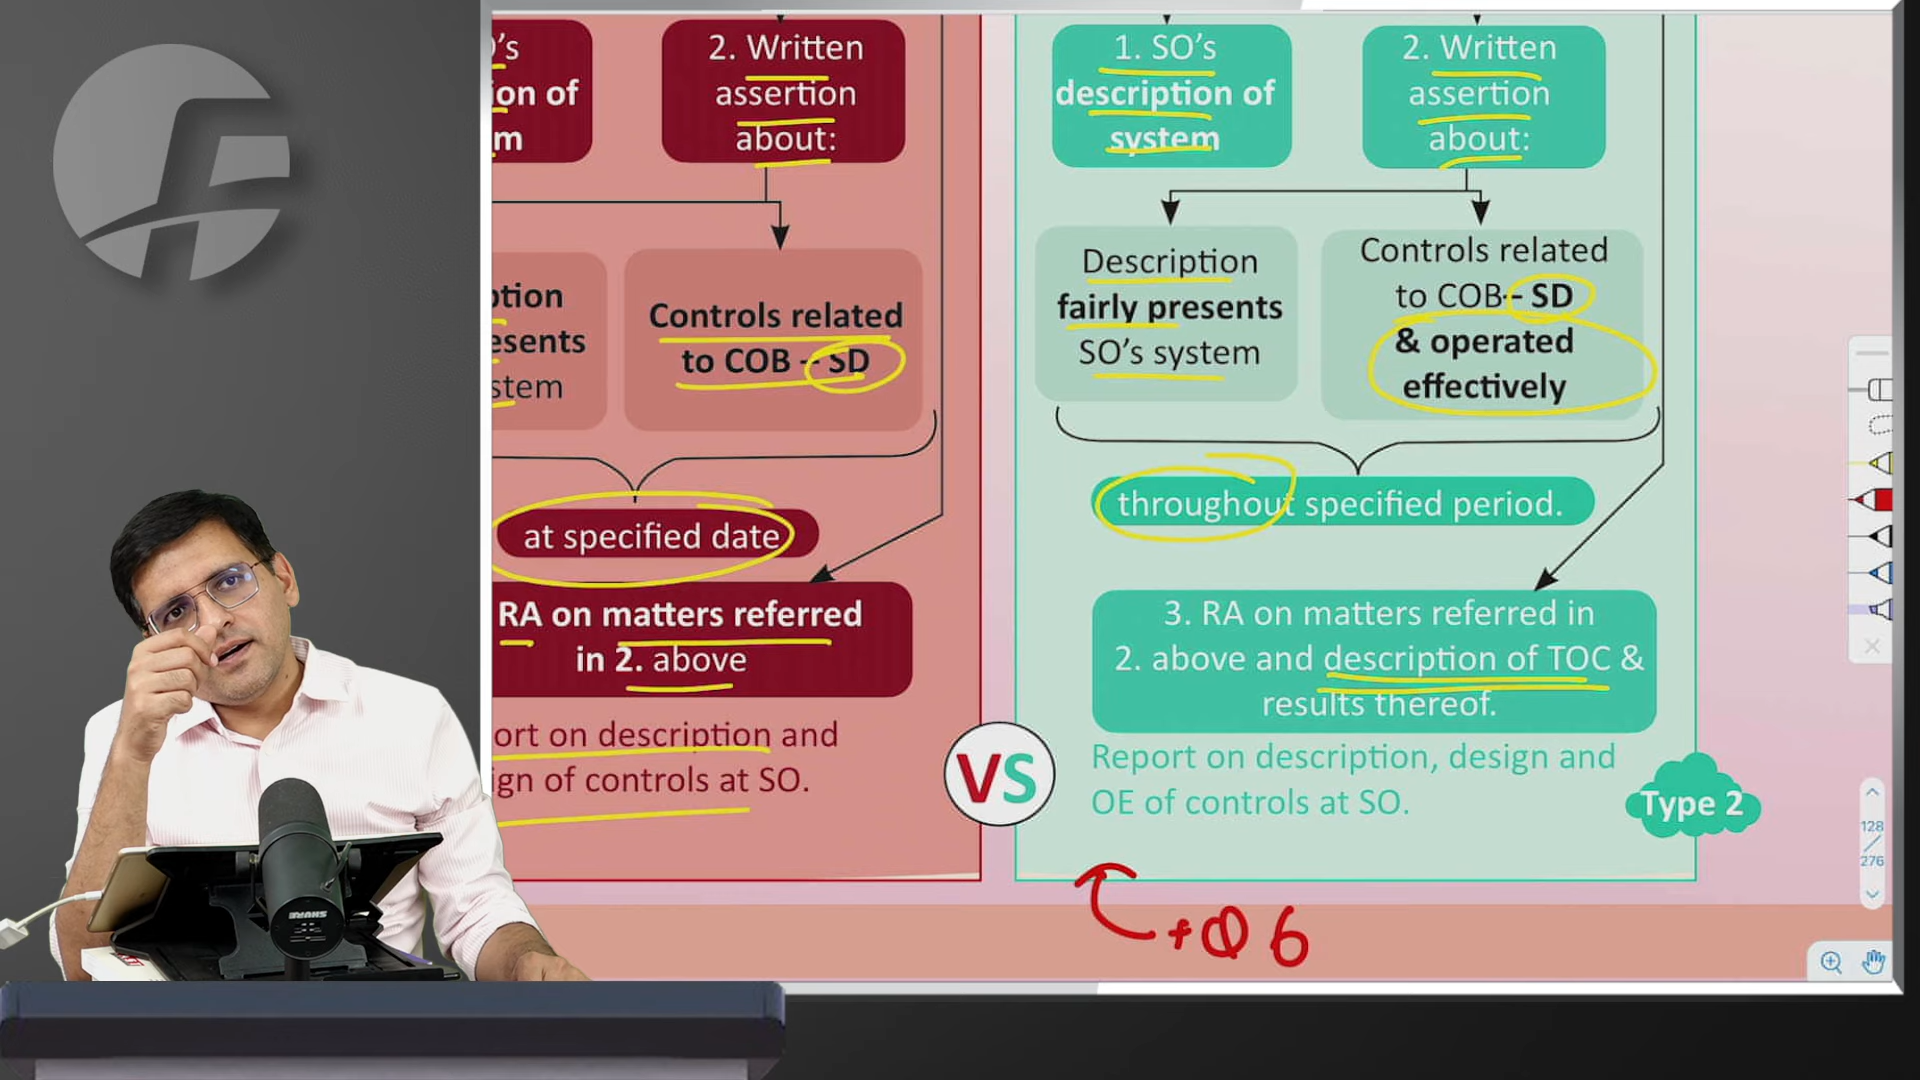 O's
ion of
m
2. Written
assertion
about:
ption
esents
stem
Controls related
to COB – SD
at specified date
RA on matters referred
in 2. above
ort on description and
ign of controls at SO.
VS
1. SO's
description of
system
2. Written
assertion
about:
Description
fairly presents
SO's system
Controls related
to COB – SD
& operated
effectively
throughout specified period.
3. RA on matters referred in
2. above and description of TOC &
results thereof.
Report on description, design and
OE of controls at SO.
Type 2
+Q 6
128
/
276
SHURE